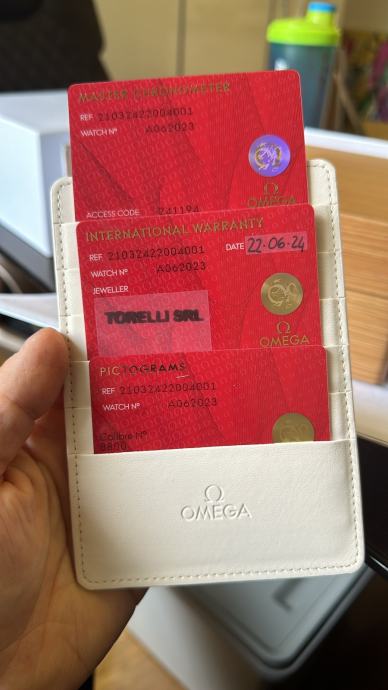 MASTER CHRONOMETER
REF 21032422004001
WATCH Nº A062023
ACCESS CODE 241194
Ω
OMEGA
INTERNATIONAL WARRANTY
REF 21032422004001 DATE 22-06-24
WATCH Nº A062023
JEWELLER
TORELLI SRL
Ω
OMEGA
PICTOGRAMS
REF 21032422004001
WATCH Nº A062023
Calibre Nº
8800
Ω
OMEGA